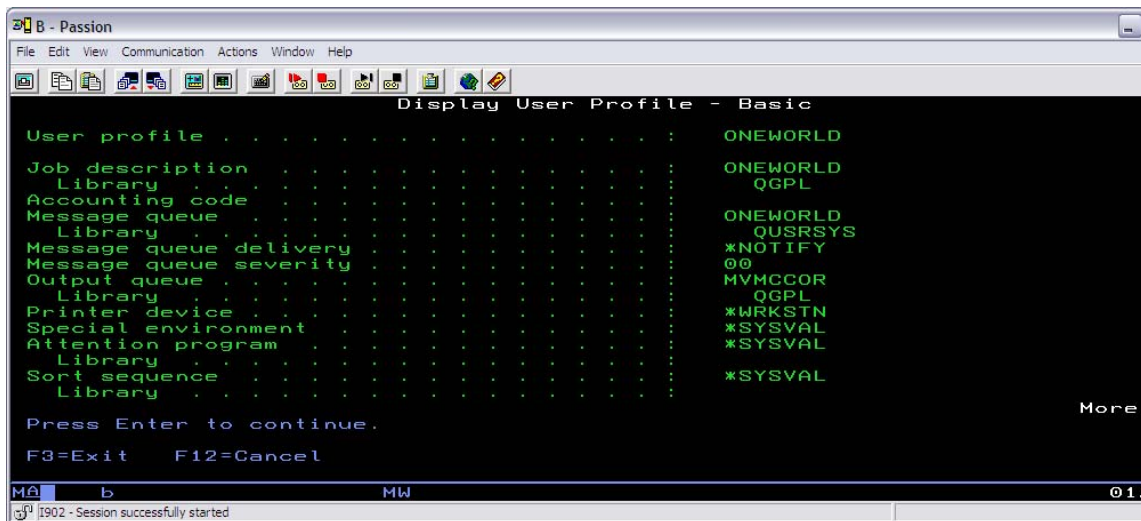 B - Passion
File Edit View Communication Actions Window Help
Display User Profile - Basic
User profile . . . . . . . . . . . . . . . : ONEWORLD
Job description . . . . . . . . . . . . . . : ONEWORLD
Library . . . . . . . . . . . . . . . . : QGPL
Accounting code . . . . . . . . . . . . . :
Message queue . . . . . . . . . . . . . . : ONEWORLD
Library . . . . . . . . . . . . . . . . : QUSRSYS
Message queue delivery . . . . . . . . . . : *NOTIFY
Message queue severity . . . . . . . . . . : 00
Output queue . . . . . . . . . . . . . . . : MVMCCOR
Library . . . . . . . . . . . . . . . . : QGPL
Printer device . . . . . . . . . . . . . . : *WRKSTN
Special environment . . . . . . . . . . . : *SYSVAL
Attention program . . . . . . . . . . . . : *SYSVAL
Library . . . . . . . . . . . . . . . . :
Sort sequence . . . . . . . . . . . . . . : *SYSVAL
Library . . . . . . . . . . . . . . . . :
More
Press Enter to continue.
F3=Exit F12=Cancel
MA b MW 01
I902 - Session successfully started